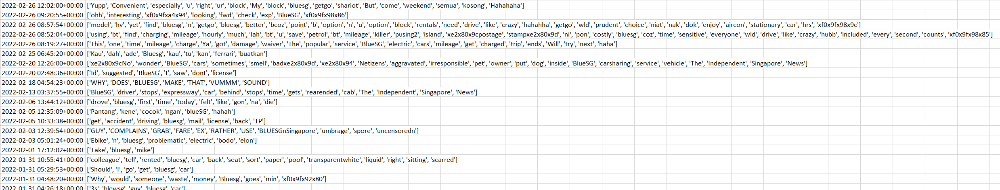 2022-02-26 12:02:00+00:00 ['Yupp', 'Convenient', 'especially', 'u', 'right', 'ur', 'block', 'My', 'block', 'bluesg', 'getgo', 'shariot', 'But', 'come', 'weekend', 'semua', 'kosong', 'Hahahaha']
2022-02-26 09:20:55+00:00 ['ohh', 'interesting', 'xf0x9fxa4x94', 'looking', 'fwd', 'check', 'exp', 'BlueSG', 'xf0x9fx98x86']
2022-02-26 08:57:54+00:00 ['model', 'hv', 'yet', 'find', 'bluesg', 'n', 'getgo', 'bluesg', 'better', 'bcoz', 'point', 'b', 'option', 'n', 'u', 'option', 'block', 'rentals', 'need', 'drive', 'like', 'crazy', 'hahahha', 'getgo', 'wld', 'prudent', 'choice', 'niat', 'nak', 'dok', 'enjoy', 'aircon', 'stationary', 'car', 'hrs', 'xf0x9fx98x9c']
2022-02-26 08:52:04+00:00 ['using', 'bt', 'find', 'charging', 'mileage', 'hourly', 'much', 'lah', 'bt', 'u', 'save', 'petrol', 'bt', 'mileage', 'killer', 'pusing2', 'island', 'xe2x80x9cpostage', 'stampxe2x80x9d', 'ni', 'pon', 'costly', 'bluesg', 'coz', 'time', 'sensitive', 'everyone', 'wld', 'drive', 'like', 'crazy', 'hubb', 'included', 'every', 'second', 'counts', 'xf0x9fx98x85']
2022-02-26 08:19:27+00:00 ['This', 'one', 'time', 'mileage', 'charge', 'Ya', 'got', 'damage', 'waiver', 'The', 'popular', 'service', 'BlueSG', 'electric', 'cars', 'mileage', 'get', 'charged', 'trip', 'ends', 'Will', 'try', 'next', 'haha']
2022-02-25 06:45:20+00:00 ['Kau', 'dah', 'ade', 'Bluesg', 'kau', 'tu', 'kan', 'ferrari', 'buatkan']
2022-02-20 12:26:00+00:00 ['xe2x80x9cNo', 'wonder', 'BlueSG', 'cars', 'sometimes', 'smell', 'badxe2x80x9d', 'xe2x80x94', 'Netizens', 'aggravated', 'irresponsible', 'pet', 'owner', 'put', 'dog', 'inside', 'BlueSG', 'carsharing', 'service', 'vehicle', 'The', 'Independent', 'Singapore', 'News']
2022-02-20 02:48:36+00:00 ['Id', 'suggested', 'BlueSG', 'I', 'saw', 'dont', 'license']
2022-02-18 04:54:23+00:00 ['WHY', 'DOES', 'BLUESG', 'MAKE', 'THAT', 'VUMMM', 'SOUND']
2022-02-13 03:37:55+00:00 ['BlueSG', 'driver', 'stops', 'expressway', 'car', 'behind', 'stops', 'time', 'gets', 'rearended', 'cab', 'The', 'Independent', 'Singapore', 'News']
2022-02-06 13:44:12+00:00 ['drove', 'bluesg', 'first', 'time', 'today', 'felt', 'like', 'gon', 'na', 'die']
2022-02-05 12:35:09+00:00 ['Pantang', 'kene', 'cocok', 'ngan', 'blueSG', 'hahah']
2022-02-05 10:33:38+00:00 ['get', 'accident', 'driving', 'bluesg', 'mail', 'license', 'back', 'TP']
2022-02-03 12:39:54+00:00 ['GUY', 'COMPLAINS', 'GRAB', 'FARE', 'EX', 'RATHER', 'USE', 'BLUESGnSingapore', 'umbrage', 'spore', 'uncensoredn']
2022-02-03 05:01:24+00:00 ['Ebike', 'n', 'bluesg', 'problematic', 'electric', 'bodo', 'elon']
2022-02-01 17:12:02+00:00 ['Take', 'bluesg', 'mike']
2022-01-31 10:55:41+00:00 ['colleague', 'tell', 'rented', 'bluesg', 'car', 'back', 'seat', 'sort', 'paper', 'pool', 'transparentwhite', 'liquid', 'right', 'sitting', 'scarred']
2022-01-31 05:29:53+00:00 ['Should', 'I', 'go', 'get', 'bluesg', 'car']
2022-01-31 04:48:20+00:00 ['Why', 'would', 'someone', 'waste', 'money', 'Bluesg', 'goes', 'min', 'xf0x9fx92x80']
2022-01-31 04:26:18+00:00 ['3s', 'blewsg', 'guy', 'bluesg', 'car']